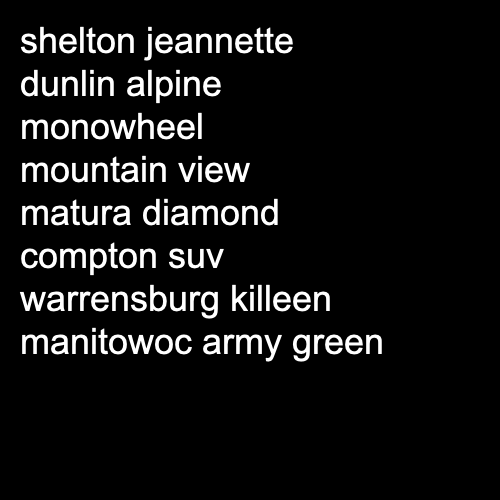 shelton jeannette
dunlin alpine
monowheel
mountain view
matura diamond
compton suv
warrensburg killeen
manitowoc army green